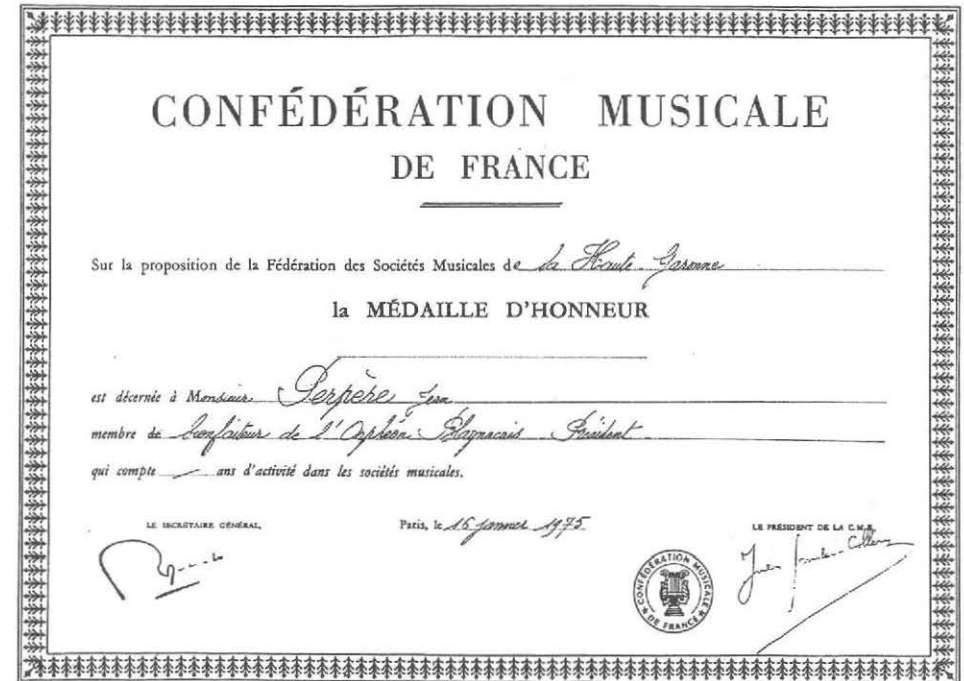 CONFÉDÉRATION MUSICALE
DE FRANCE
Sur la proposition de la Fédération des Sociétés Musicales de la Haute-Garonne
la MÉDAILLE D'HONNEUR
est décernée à Monsieur Perpère Jean
membre de bienfaiteur de l'Orphéon Blagnacais Président
qui compte ans d'activité dans les sociétés musicales.
LE SECRÉTAIRE GÉNÉRAL,
Paris, le 16 janvier 1975
LE PRÉSIDENT DE LA C.M.F.
CONFÉDÉRATION MUSICALE
DE FRANCE